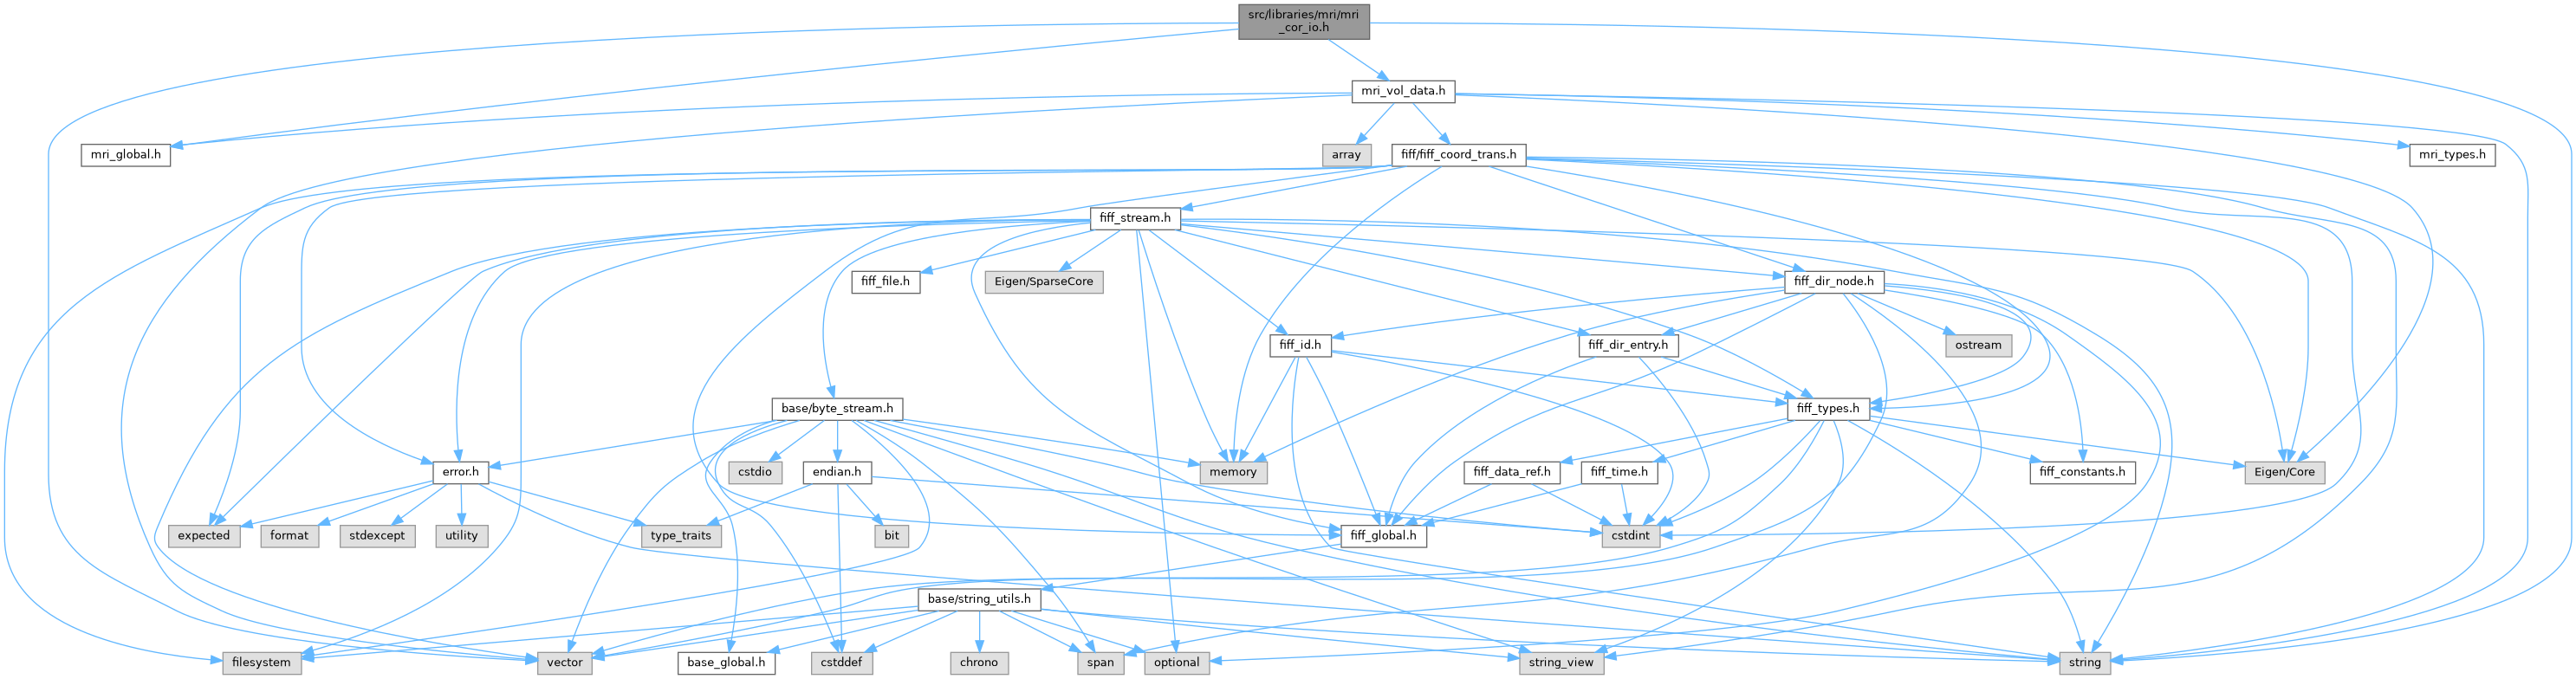 src/libraries/mri/mri
_cor_io.h
mri_vol_data.h
mri_global.h
array
fiff/fiff_coord_trans.h
mri_types.h
fiff_stream.h
fiff_file.h
Eigen/SparseCore
fiff_dir_node.h
fiff_id.h
fiff_dir_entry.h
ostream
base/byte_stream.h
fiff_types.h
error.h
cstdio
endian.h
memory
fiff_data_ref.h
fiff_time.h
fiff_constants.h
Eigen/Core
expected
format
stdexcept
utility
type_traits
bit
fiff_global.h
cstdint
base/string_utils.h
filesystem
vector
base_global.h
cstddef
chrono
span
optional
string_view
string